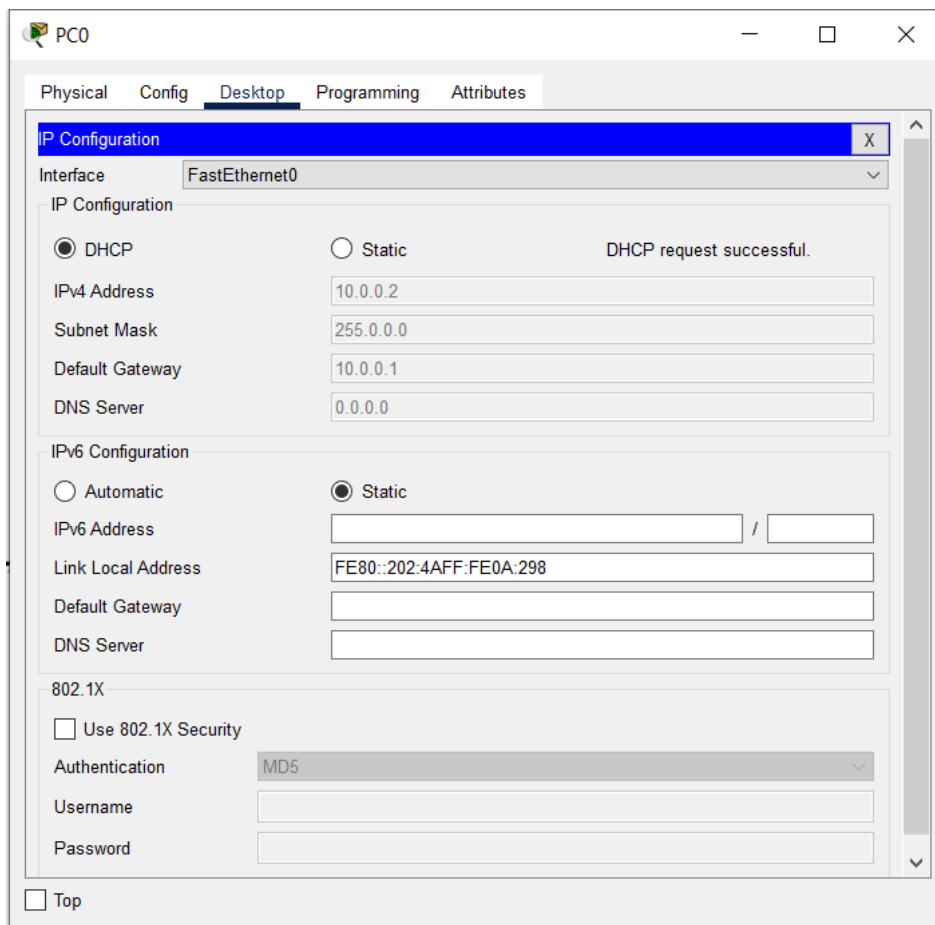 PC0
Physical Config Desktop Programming Attributes
IP Configuration X
Interface FastEthernet0
IP Configuration
DHCP Static DHCP request successful.
IPv4 Address 10.0.0.2
Subnet Mask 255.0.0.0
Default Gateway 10.0.0.1
DNS Server 0.0.0.0
IPv6 Configuration
Automatic Static
IPv6 Address /
Link Local Address FE80::202:4AFF:FE0A:298
Default Gateway
DNS Server
802.1X
Use 802.1X Security
Authentication MD5
Username
Password
Top